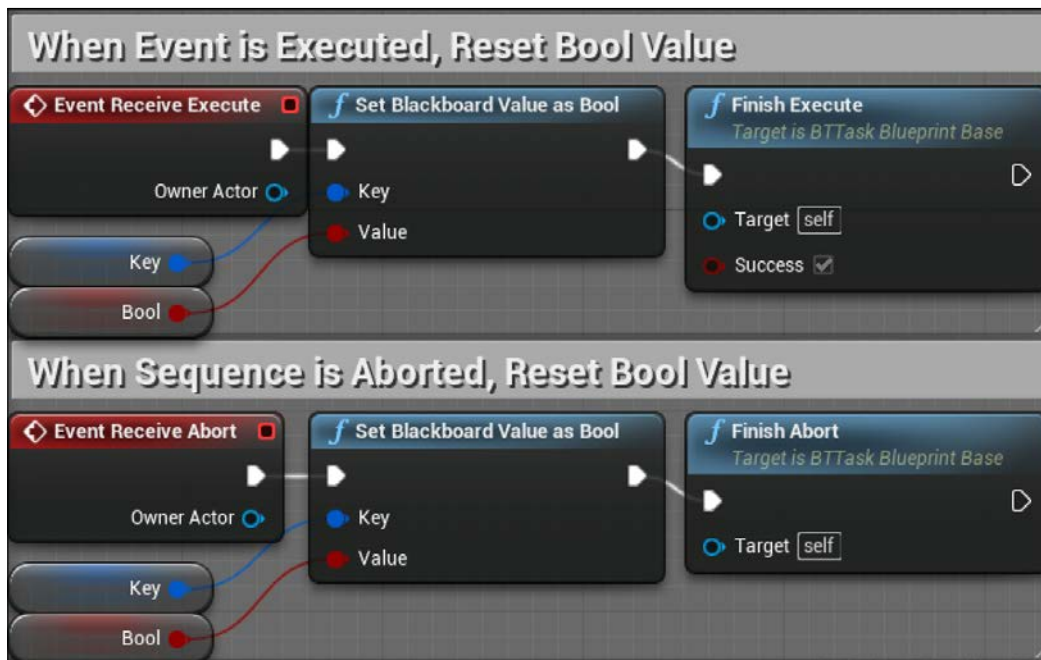 When Event is Executed, Reset Bool Value
Event Receive Execute
Owner Actor
Key
Bool
Set Blackboard Value as Bool
Key
Value
Finish Execute
Target is BTTask Blueprint Base
Target self
Success
When Sequence is Aborted, Reset Bool Value
Event Receive Abort
Owner Actor
Key
Bool
Set Blackboard Value as Bool
Key
Value
Finish Abort
Target is BTTask Blueprint Base
Target self